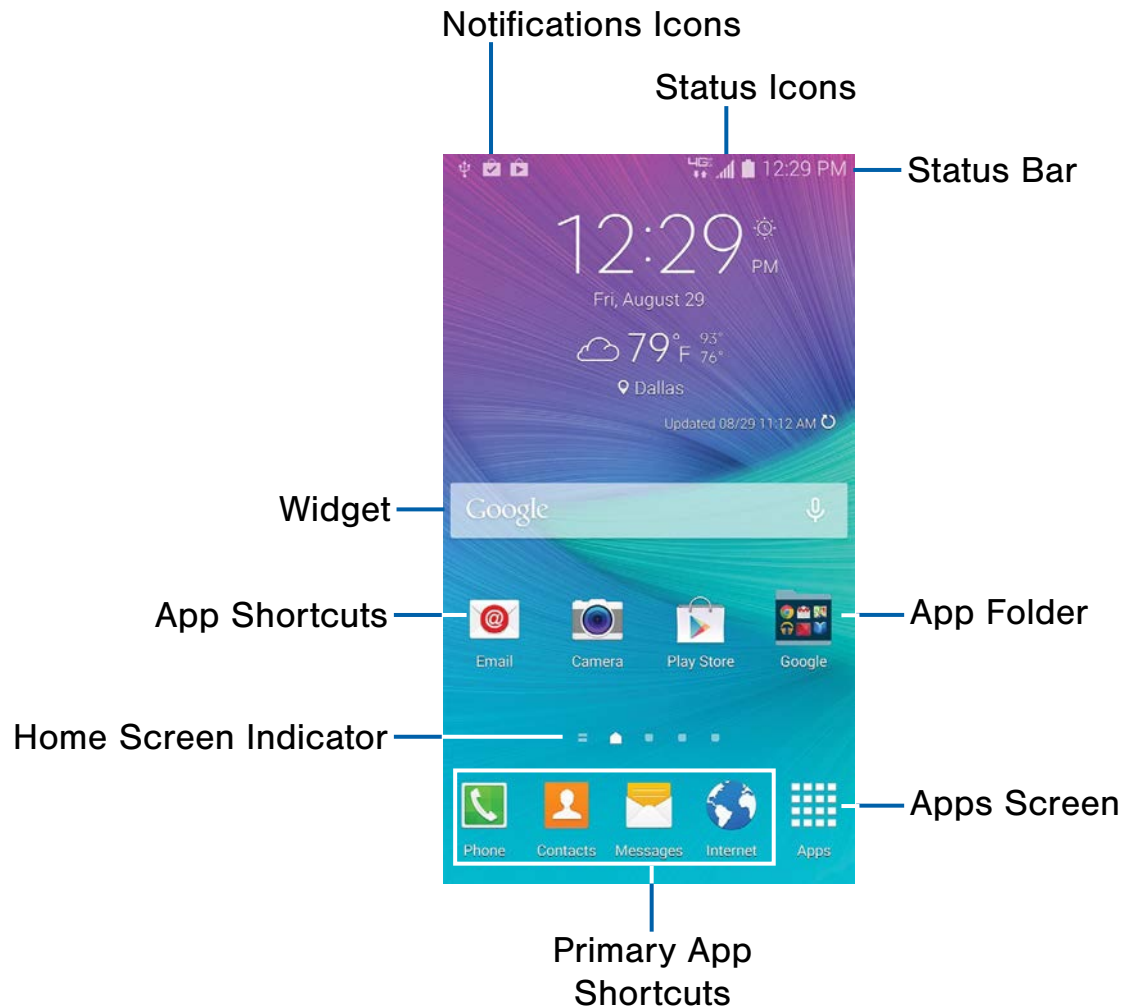 Notifications Icons
Status Icons
4G LTE 12:29 PM
Status Bar
12:29 PM
Fri, August 29
79°F 93° 76°
Dallas
Updated 08/29 11:12 AM
Widget
Google
App Shortcuts
App Folder
Email Camera Play Store Google
Home Screen Indicator
Apps Screen
Phone Contacts Messages Internet Apps
Primary App
Shortcuts